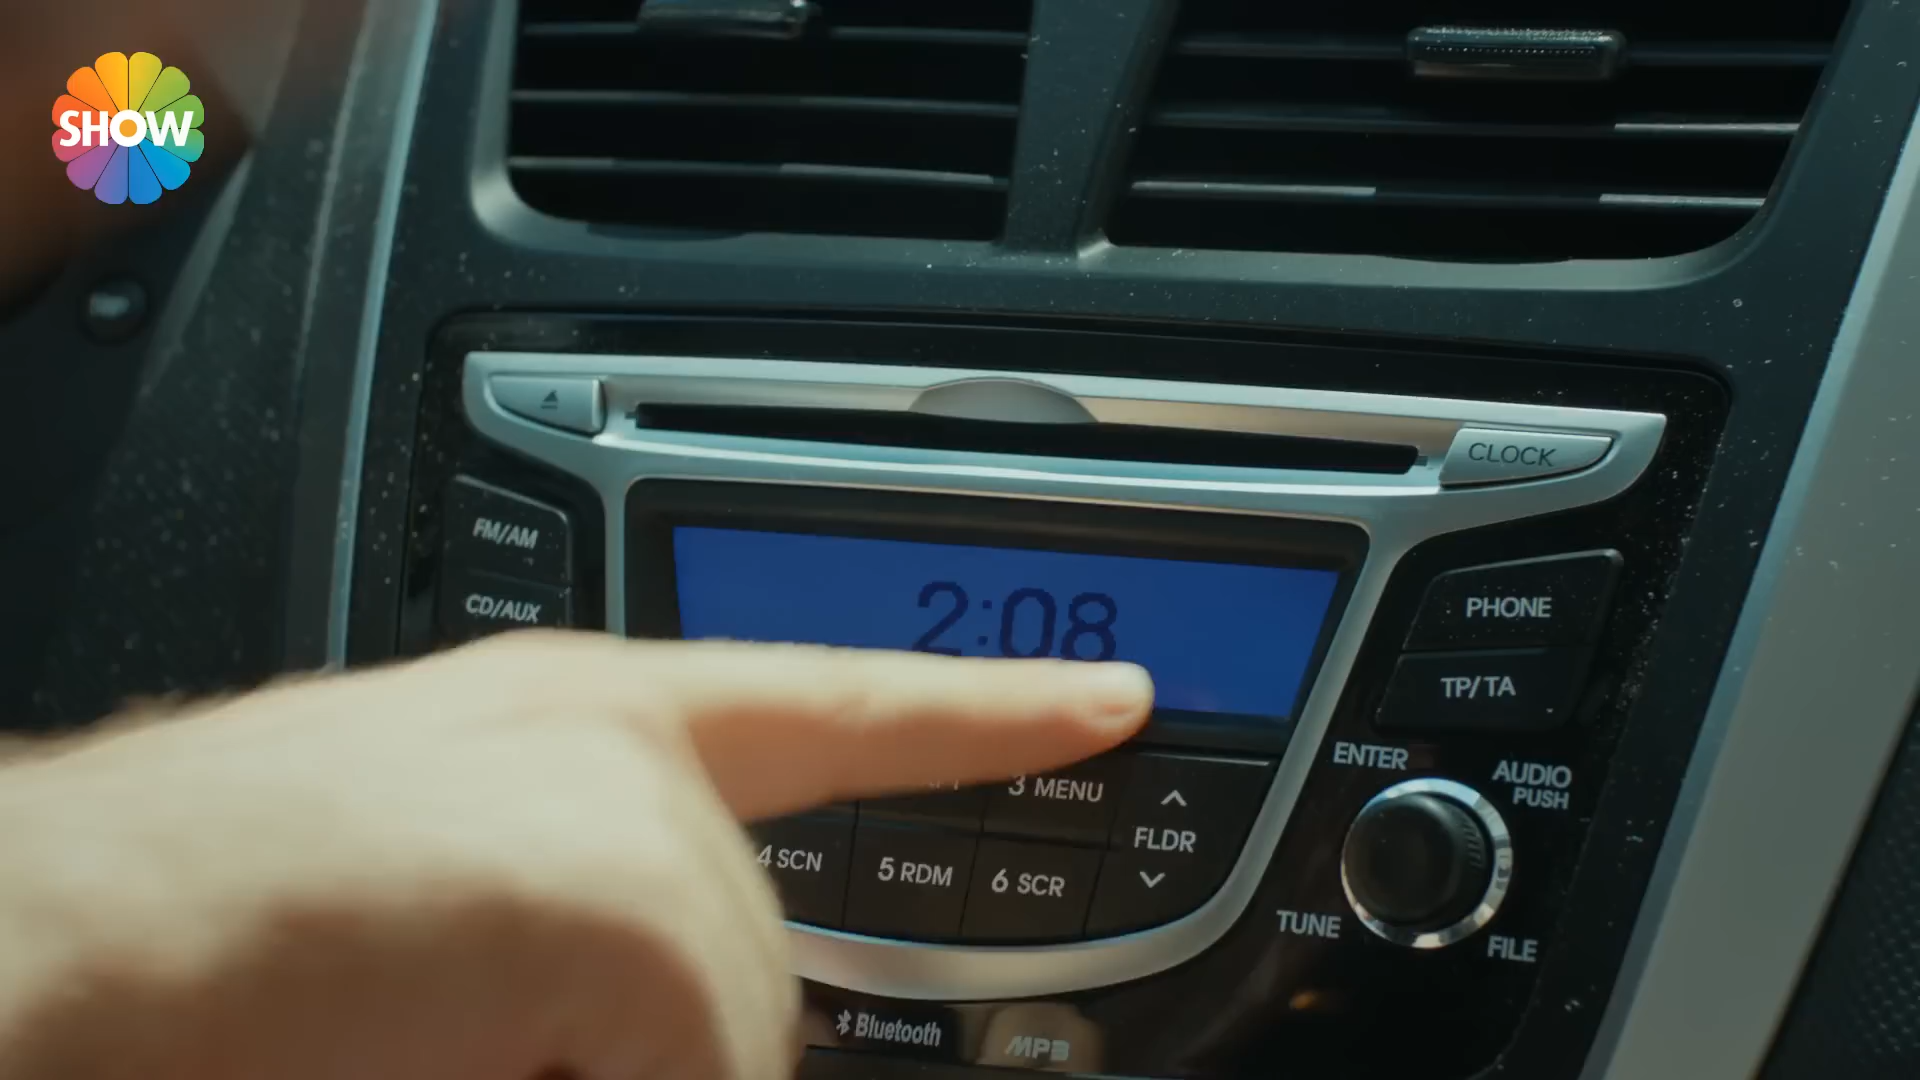 SHOW
CLOCK
FM/AM
CD/AUX
2:08
PHONE
TP/TA
ENTER
AUDIO
PUSH
3 MENU
FLDR
4 SCN
5 RDM
6 SCR
TUNE
FILE
Bluetooth
MP3